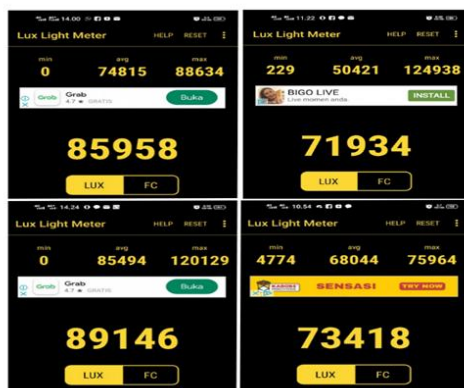 14.00
Lux Light Meter HELP RESET
min avg max
0 74815 88634
Grab
Grab
4.7 ★ GRATIS
Buka
85958
LUX FC
11.22
Lux Light Meter HELP RESET
min avg max
229 50421 124938
BIGO LIVE
Live momen anda
INSTALL
71934
LUX FC
14.24
Lux Light Meter HELP RESET
min avg max
0 85494 120129
Grab
Grab
4.7 ★ GRATIS
Buka
89146
LUX FC
10.54
Lux Light Meter HELP RESET
min avg max
4774 68044 75964
SENSASI
TRY NOW
73418
LUX FC